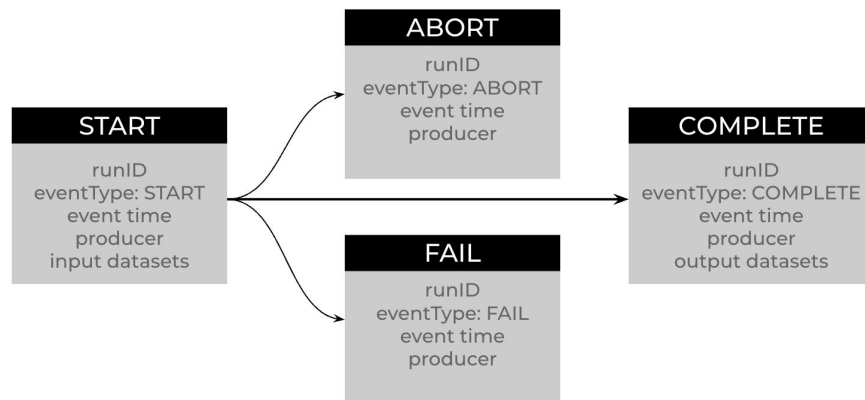 START
runID
eventType: START
event time
producer
input datasets
ABORT
runID
eventType: ABORT
event time
producer
FAIL
runID
eventType: FAIL
event time
producer
COMPLETE
runID
eventType: COMPLETE
event time
producer
output datasets